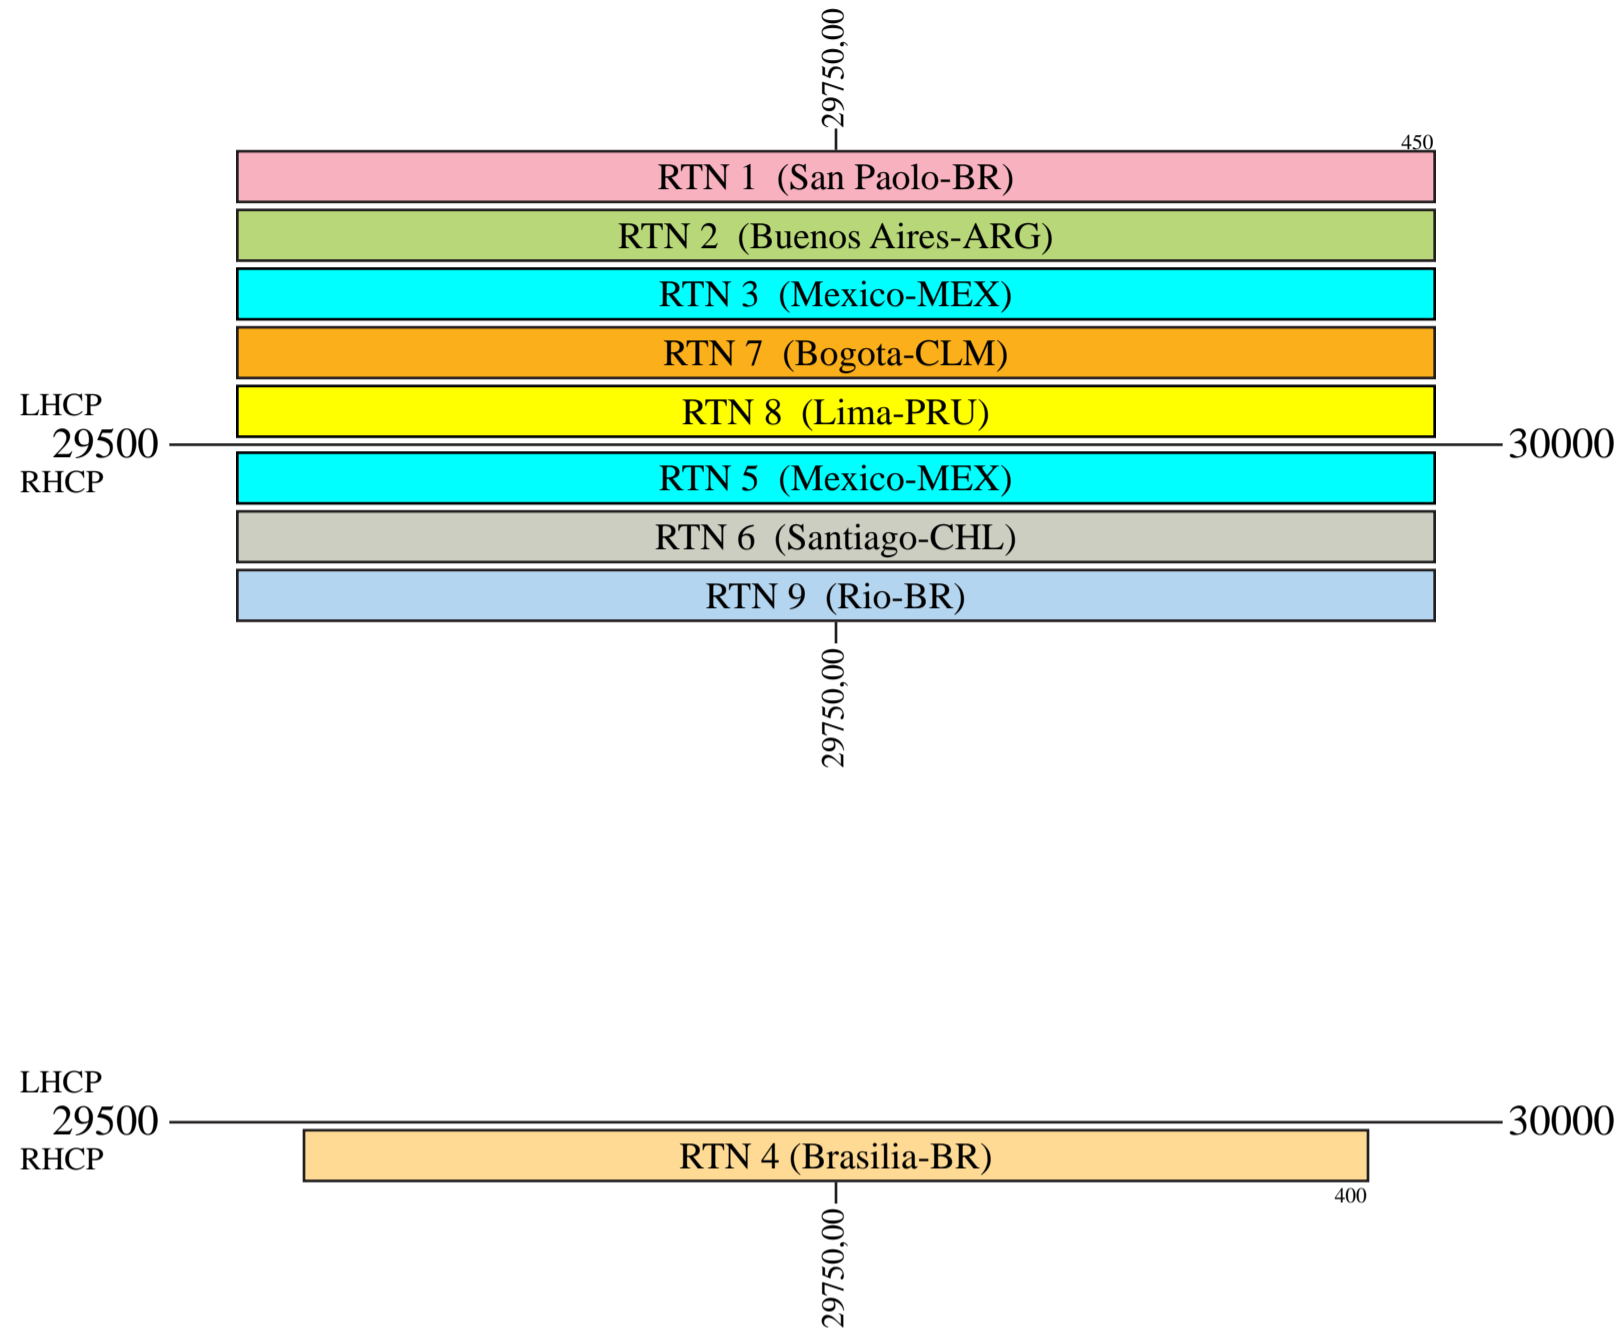 29750,00
450
RTN 1 (San Paolo-BR)
RTN 2 (Buenos Aires-ARG)
RTN 3 (Mexico-MEX)
RTN 7 (Bogota-CLM)
LHCP
RTN 8 (Lima-PRU)
29500
30000
RHCP
RTN 5 (Mexico-MEX)
RTN 6 (Santiago-CHL)
RTN 9 (Rio-BR)
29750,00
LHCP
29500
30000
RHCP
RTN 4 (Brasilia-BR)
400
29750,00